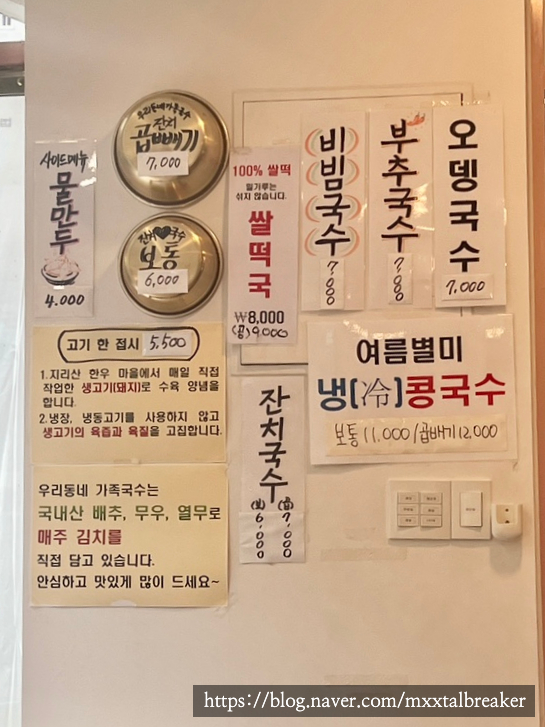 우리동네가족국수
잔치
곱빼기
7,000
잔치♥국수
보통
6,000
사이드메뉴
물만두
4.000
100% 쌀떡
밀가루는
쉬지 않습니다.
쌀떡국
₩8,000
(곱)9,000
비빔국수
7000
부추국수
7000
오뎅국수
7,000
고기 한 접시 5,500
1.지리산 한우 마을에서 매일 직접
작업한 생고기(돼지)로 수육 양념을
합니다.
2.냉장, 냉동고기를 사용하지 않고
생고기의 육즙과 육질을 고집합니다.
여름별미
냉(冷)콩국수
보통 11.000/곱배기 12.000
잔치국수
(보) 6,000
(곱) 7,000
우리동네 가족국수는
국내산 배추, 무우, 열무로
매주 김치를
직접 담고 있습니다.
안심하고 맛있게 많이 드세요~
https://blog.naver.com/mxxtalbreaker